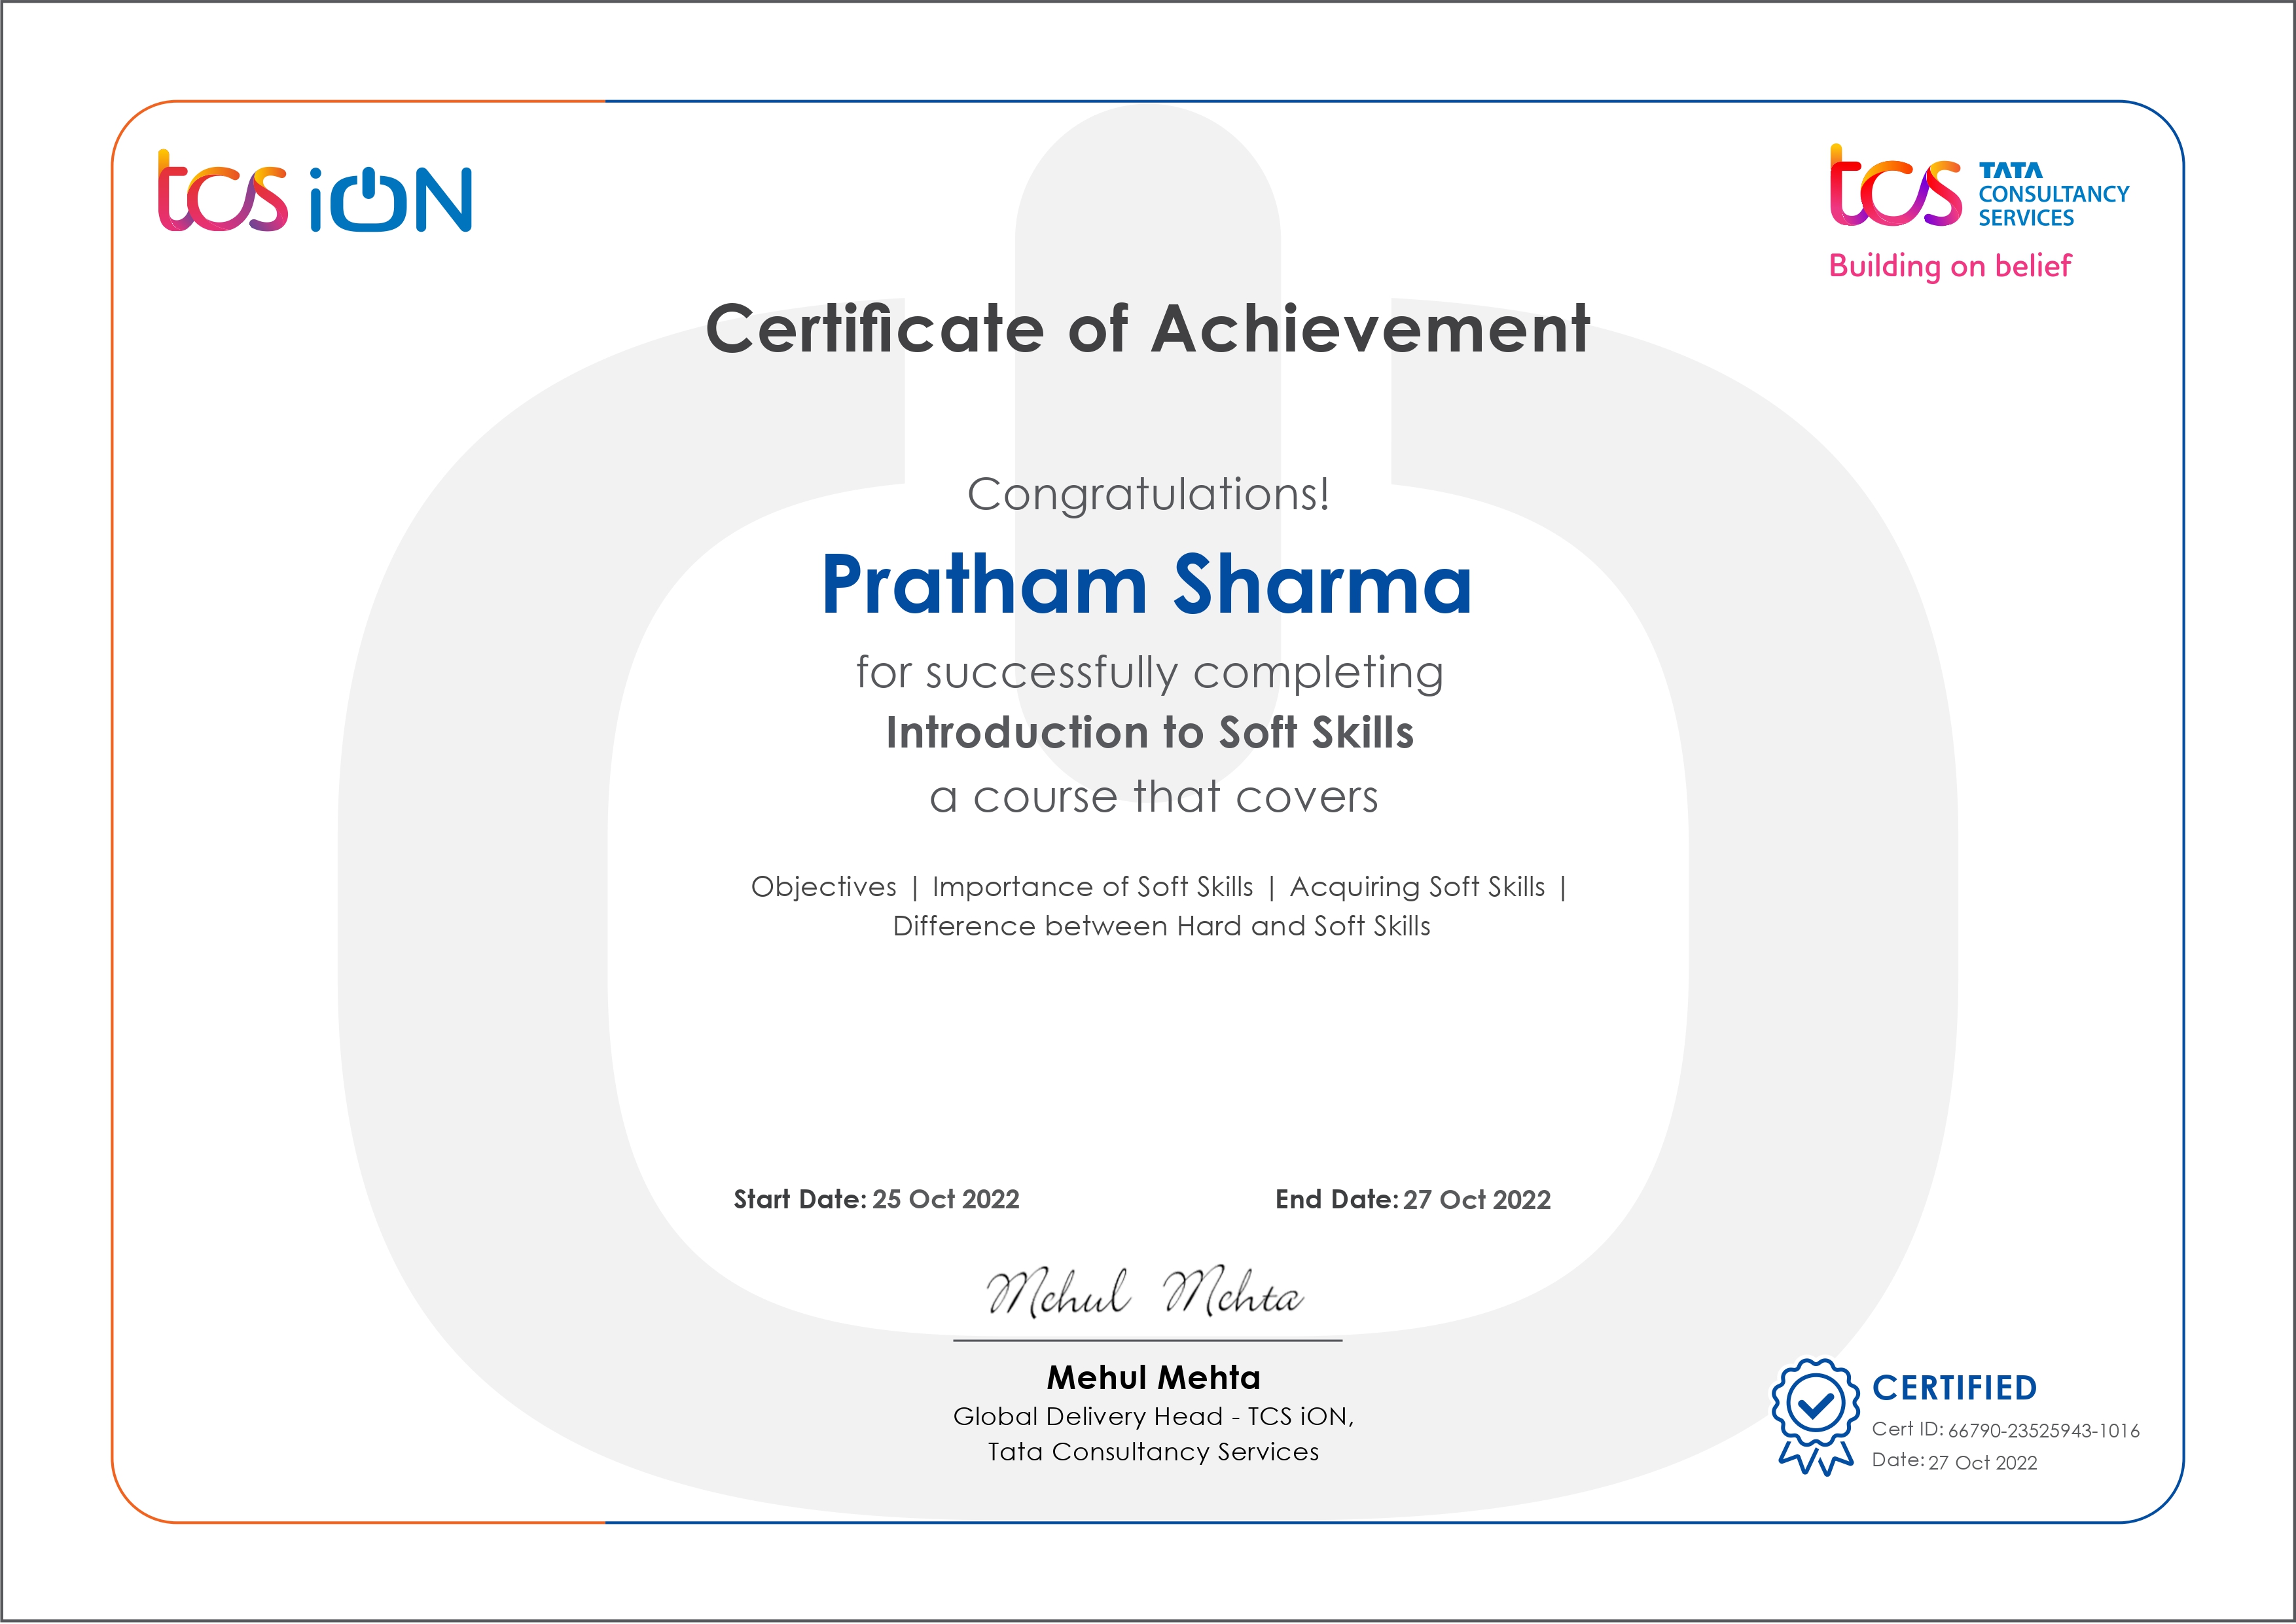 tcs iON
tcs TATA
CONSULTANCY
SERVICES
Building on belief
Certificate of Achievement
Congratulations!
Pratham Sharma
for successfully completing
Introduction to Soft Skills
a course that covers
Objectives | Importance of Soft Skills | Acquiring Soft Skills |
Difference between Hard and Soft Skills
Start Date: 25 Oct 2022 End Date: 27 Oct 2022
Mehul Mehta
Mehul Mehta
Global Delivery Head - TCS iON,
Tata Consultancy Services
CERTIFIED
Cert ID: 66790-23525943-1016
Date: 27 Oct 2022